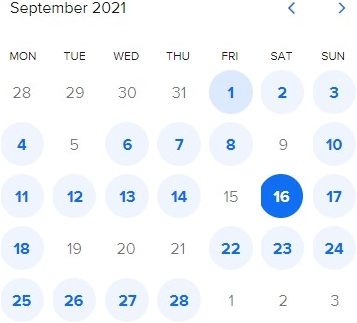 September 2021
MON TUE WED THU FRI SAT SUN
28 29 30 31 1 2 3
4 5 6 7 8 9 10
11 12 13 14 15 16 17
18 19 20 21 22 23 24
25 26 27 28 1 2 3